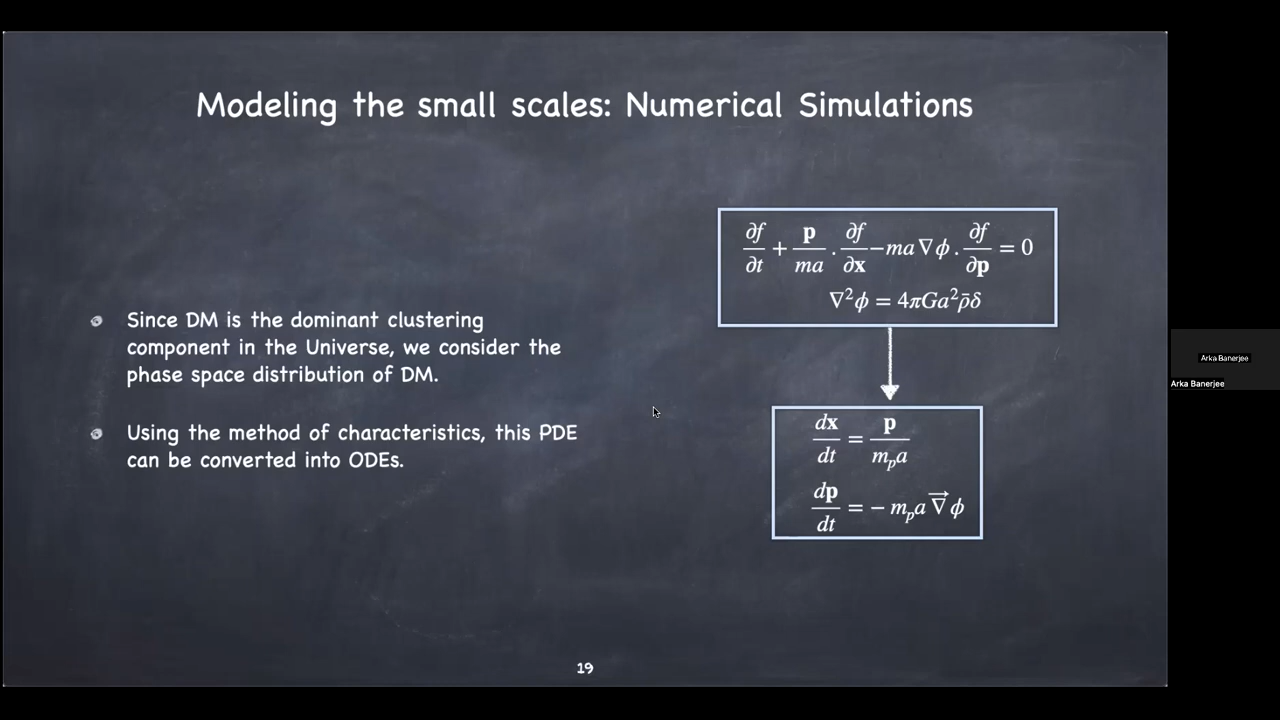 Modeling the small scales: Numerical Simulations
Since DM is the dominant clustering
component in the Universe, we consider the
phase space distribution of DM.
Using the method of characteristics, this PDE
can be converted into ODEs.
∂f/∂t + p/ma . ∂f/∂x − ma∇ϕ . ∂f/∂p = 0
∇²ϕ = 4πGa²ρ̄δ
dx/dt = p/mₚa
dp/dt = − mₚa ∇⃗ϕ
19
Arka Banerjee
Arka Banerjee